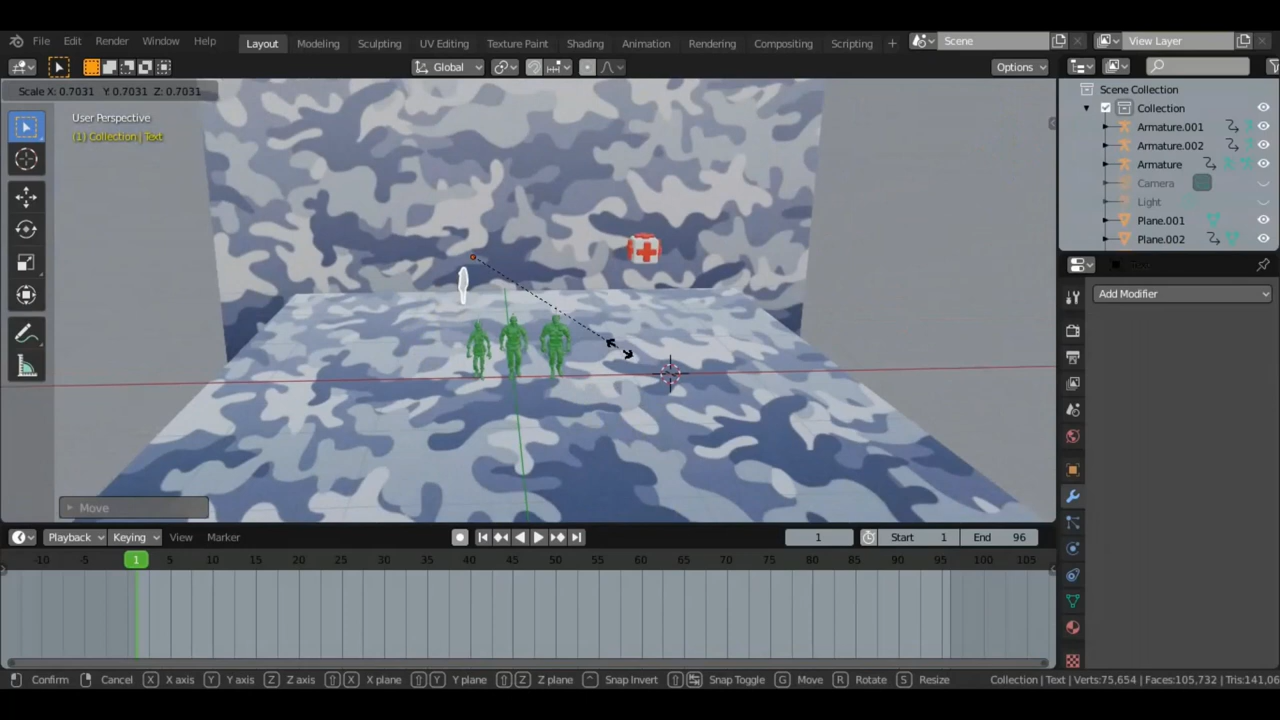 File Edit Render Window Help Layout Modeling Sculpting UV Editing Texture Paint Shading Animation Rendering Compositing Scripting + Scene View Layer
Global Options
Scale X: 0.7031 Y: 0.7031 Z: 0.7031
User Perspective
(1) Collection | Text
Scene Collection
Collection
Armature.001
Armature.002
Armature
Camera
Light
Plane.001
Plane.002
Add Modifier
Move
Playback Keying View Marker 1 Start 1 End 96
-10 -5 1 5 10 15 20 25 30 35 40 45 50 55 60 65 70 75 80 85 90 95 100 105
Confirm Cancel X X axis Y Y axis Z Z axis X X plane Y Y plane Z Z plane Snap Invert Snap Toggle G Move R Rotate S Resize Collection | Text | Verts:75,654 | Faces:105,732 | Tris:141,06